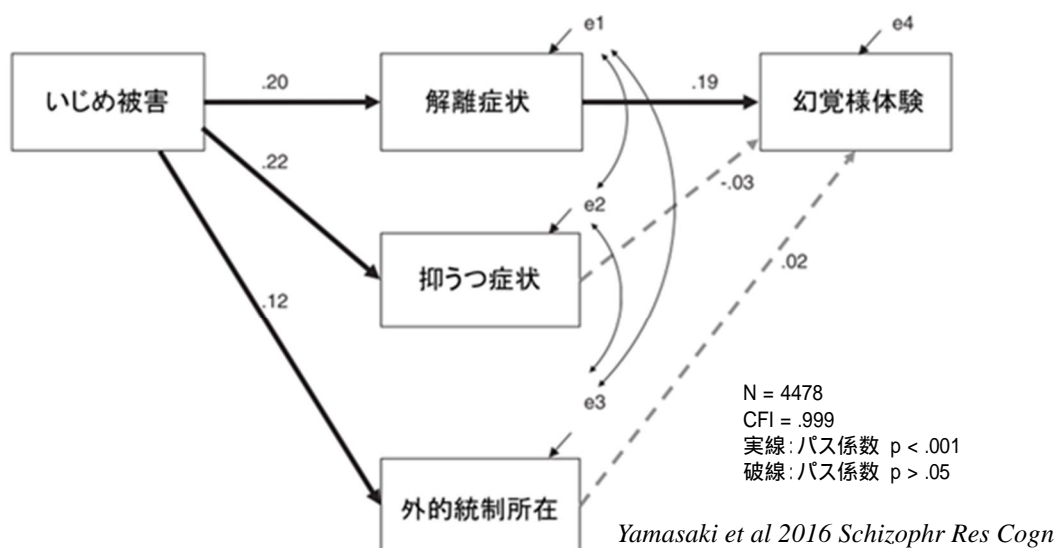 e1
e4
いじめ被害
.20
解離症状
.19
幻覚様体験
.22
e2
-.03
抑うつ症状
.02
.12
e3
N = 4478
CFI = .999
実線:パス係数 p < .001
破線:パス係数 p > .05
外的統制所在
Yamasaki et al 2016 Schizophr Res Cogn